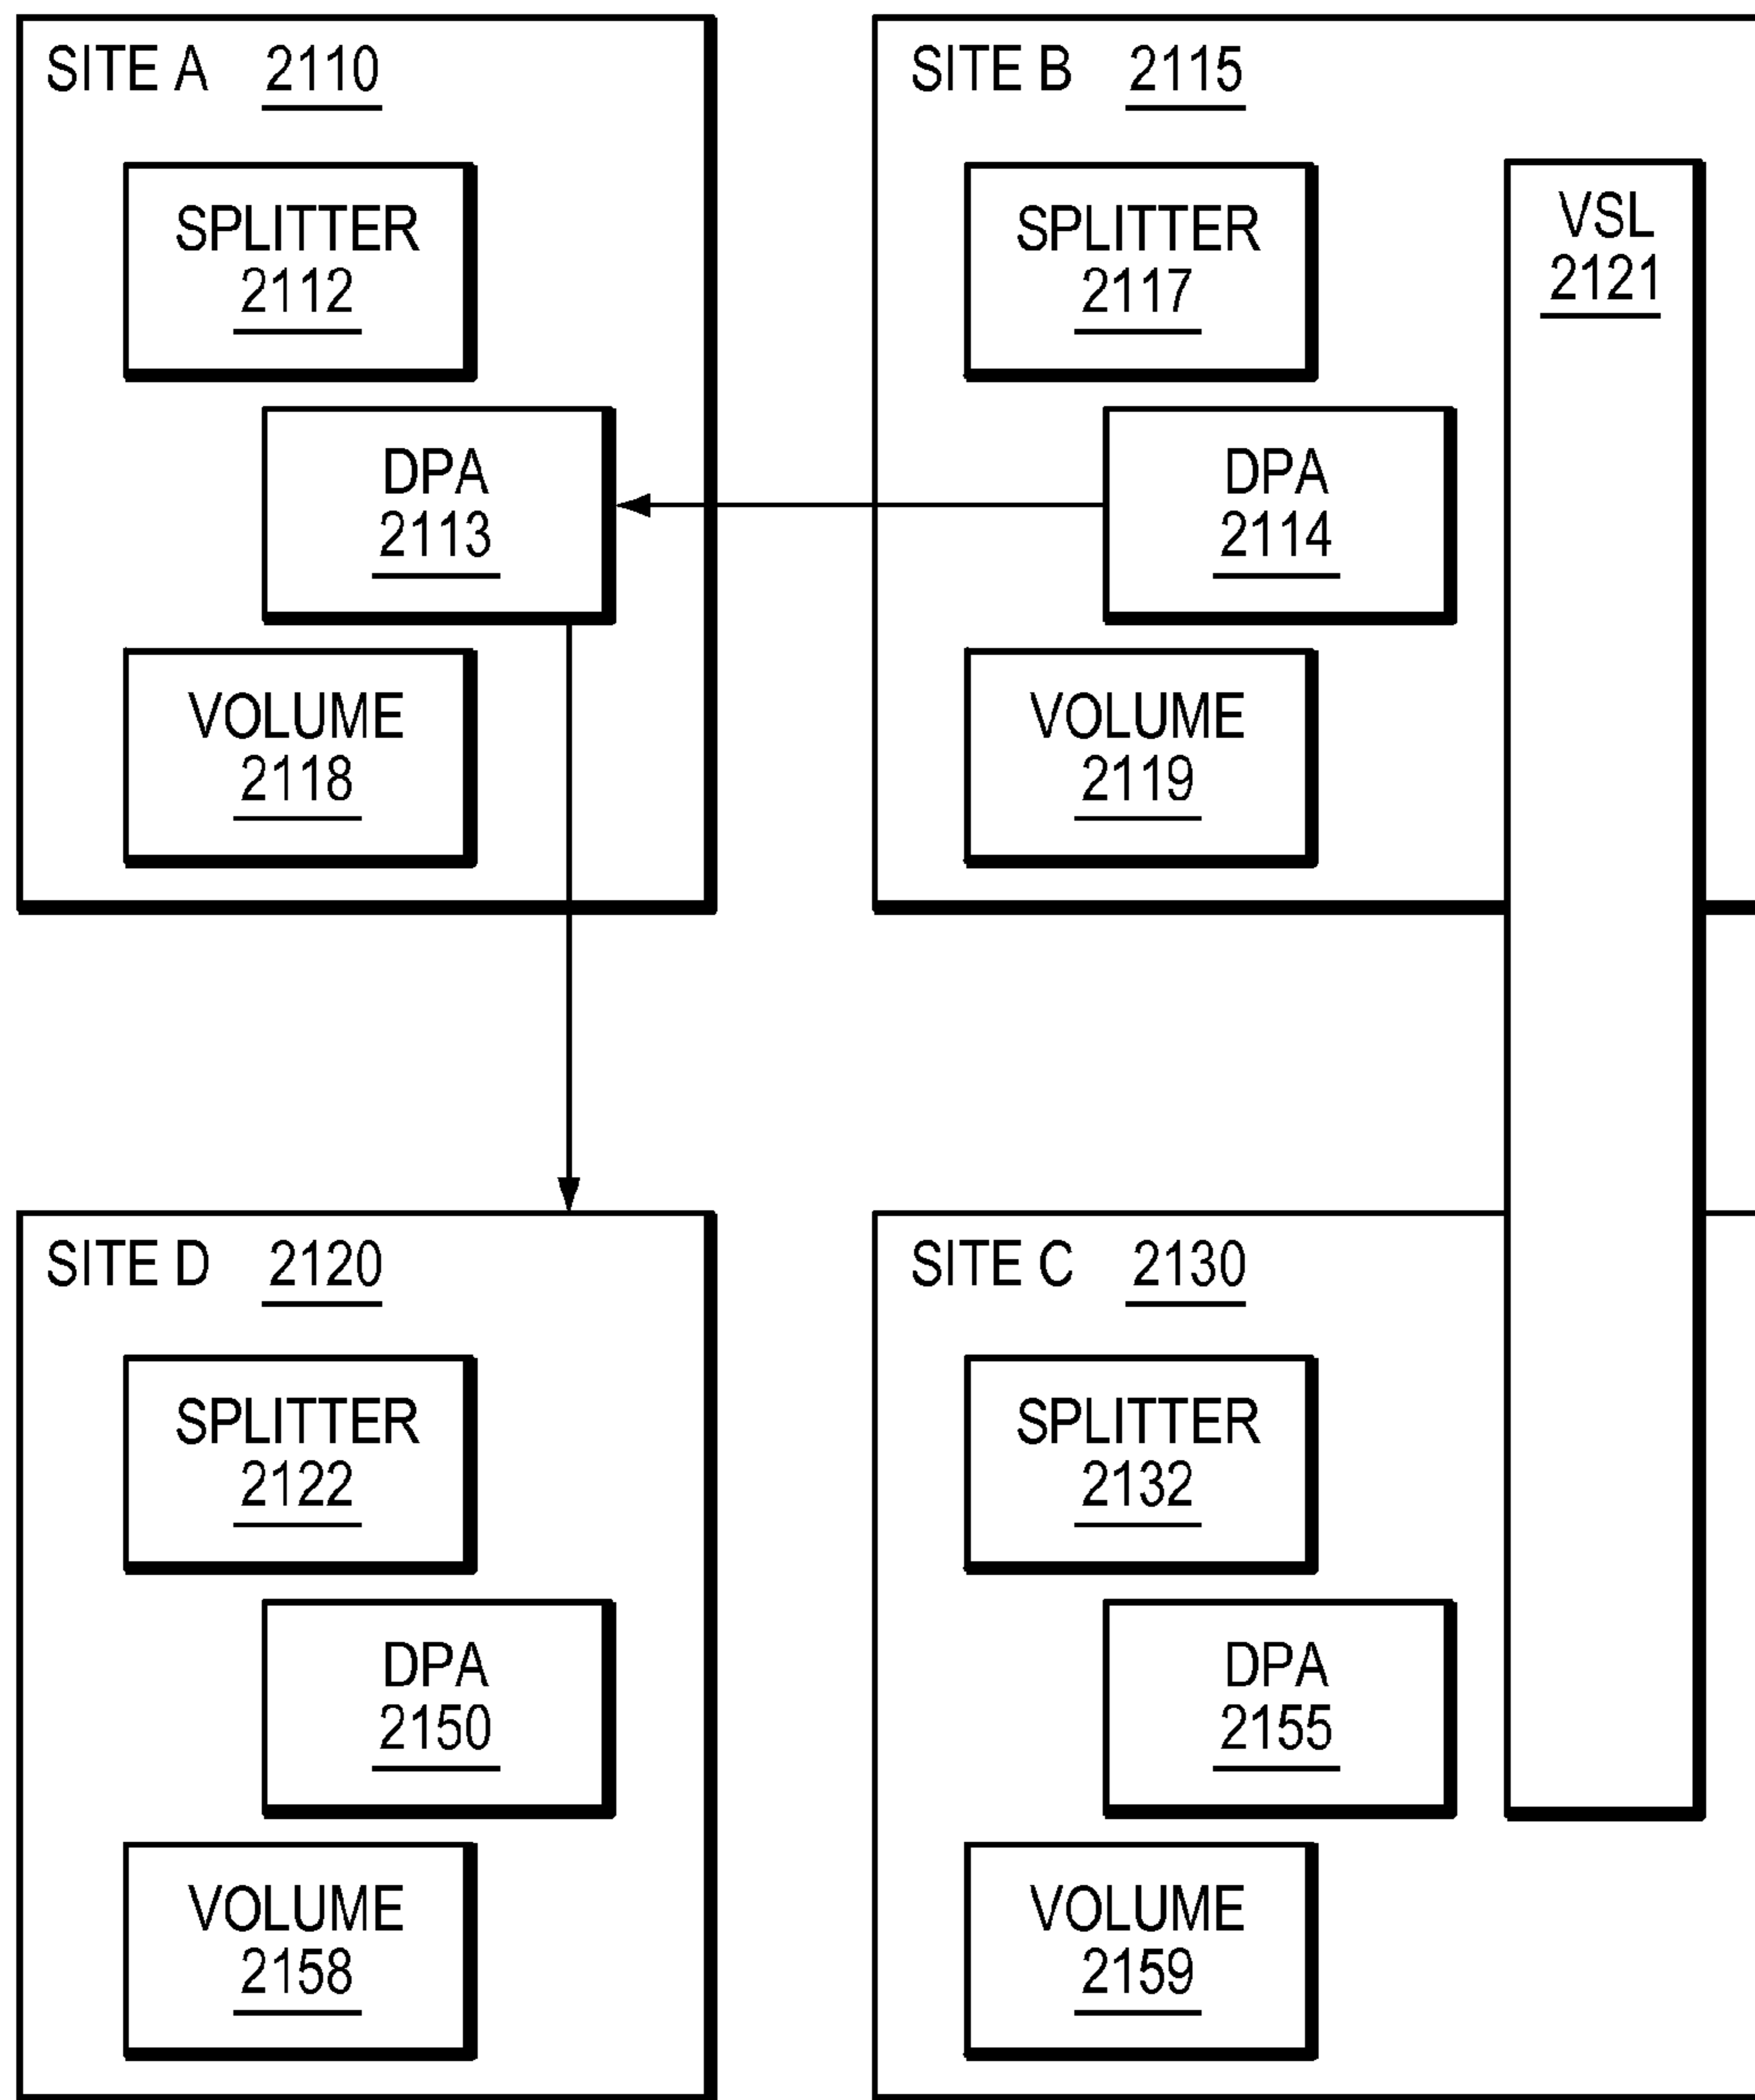 SITE A 2110
SPLITTER
2112
DPA
2113
VOLUME
2118
SITE B 2115
SPLITTER
2117
VSL
2121
DPA
2114
VOLUME
2119
SITE D 2120
SPLITTER
2122
DPA
2150
VOLUME
2158
SITE C 2130
SPLITTER
2132
DPA
2155
VOLUME
2159